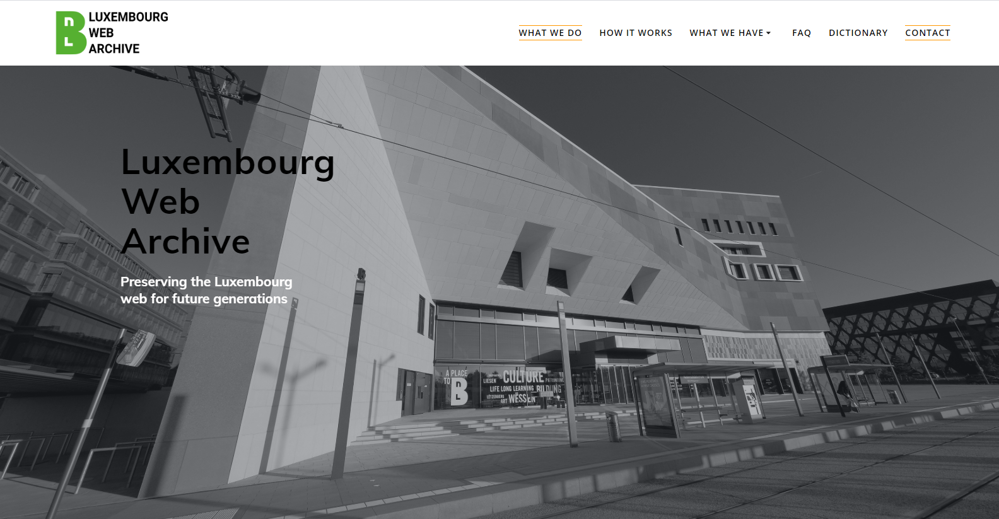 LUXEMBOURG
WEB
ARCHIVE
WHAT WE DO HOW IT WORKS WHAT WE HAVE FAQ DICTIONARY CONTACT
Luxembourg
Web
Archive
Preserving the Luxembourg
web for future generations
A PLACE
TO
LIESEN CULTURE PATRIMOINE
LIFE LONG LEARNING BILDUNG
LËTZEBUERG
ART WËSSEN